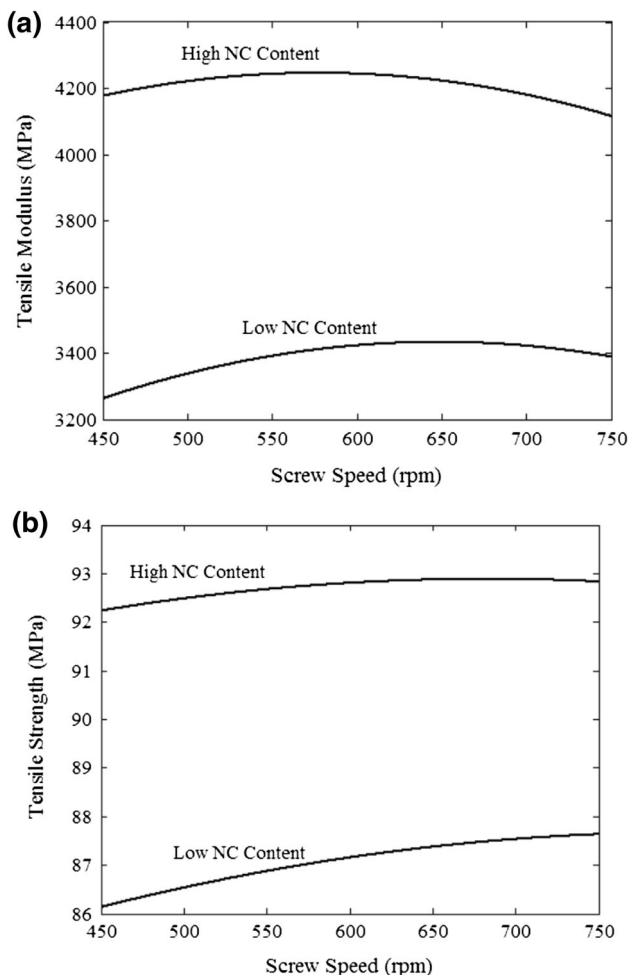 (a)
4400
4200
4000
3800
3600
3400
3200
Tensile Modulus (MPa)
High NC Content
Low NC Content
450 500 550 600 650 700 750
Screw Speed (rpm)
(b)
94
93
92
91
90
89
88
87
86
Tensile Strength (MPa)
High NC Content
Low NC Content
450 500 550 600 650 700 750
Screw Speed (rpm)